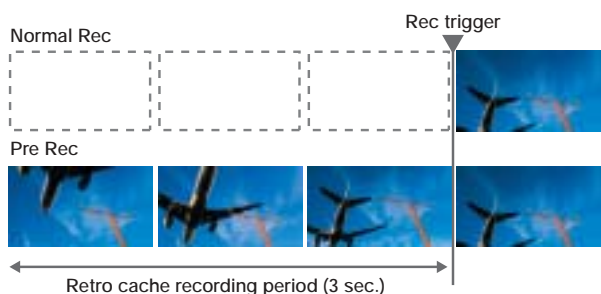 Rec trigger
Normal Rec
Pre Rec
Retro cache recording period (3 sec.)